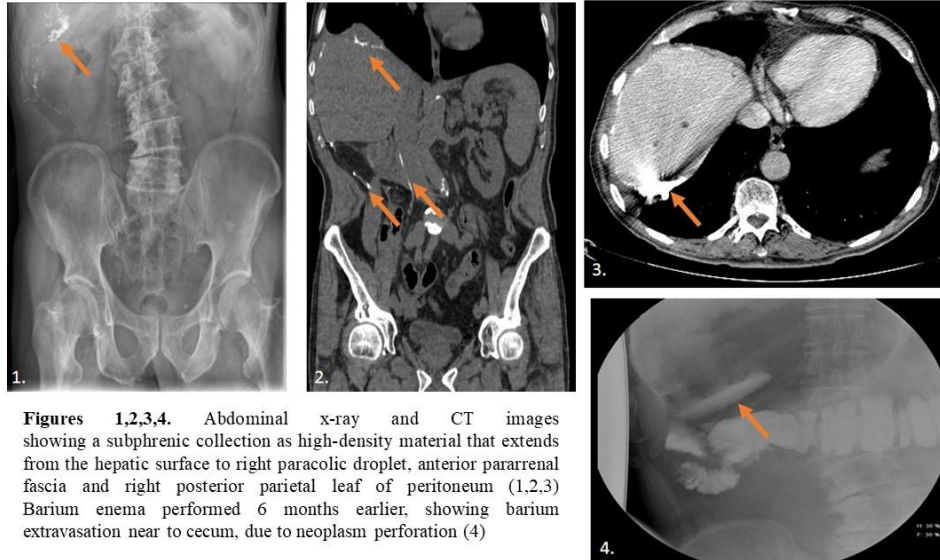 1.
2.
3.
4.
H: 30 %
F: 30 %
Figures 1,2,3,4. Abdominal x-ray and CT images
showing a subphrenic collection as high-density material that extends
from the hepatic surface to right paracolic droplet, anterior pararrenal
fascia and right posterior parietal leaf of peritoneum (1,2,3)
Barium enema performed 6 months earlier, showing barium
extravasation near to cecum, due to neoplasm perforation (4)